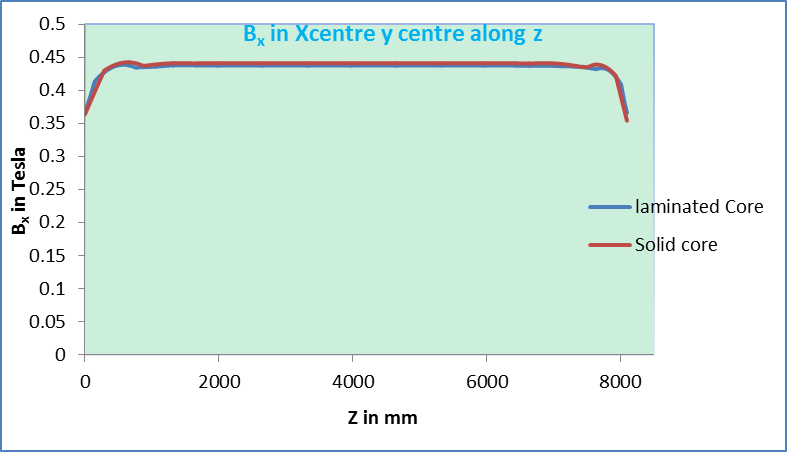 Bₓ in Xcentre y centre along z
0.5
0.45
0.4
0.35
0.3
0.25
0.2
0.15
0.1
0.05
0
Bₓ in Tesla
laminated Core
Solid core
0 2000 4000 6000 8000
Z in mm